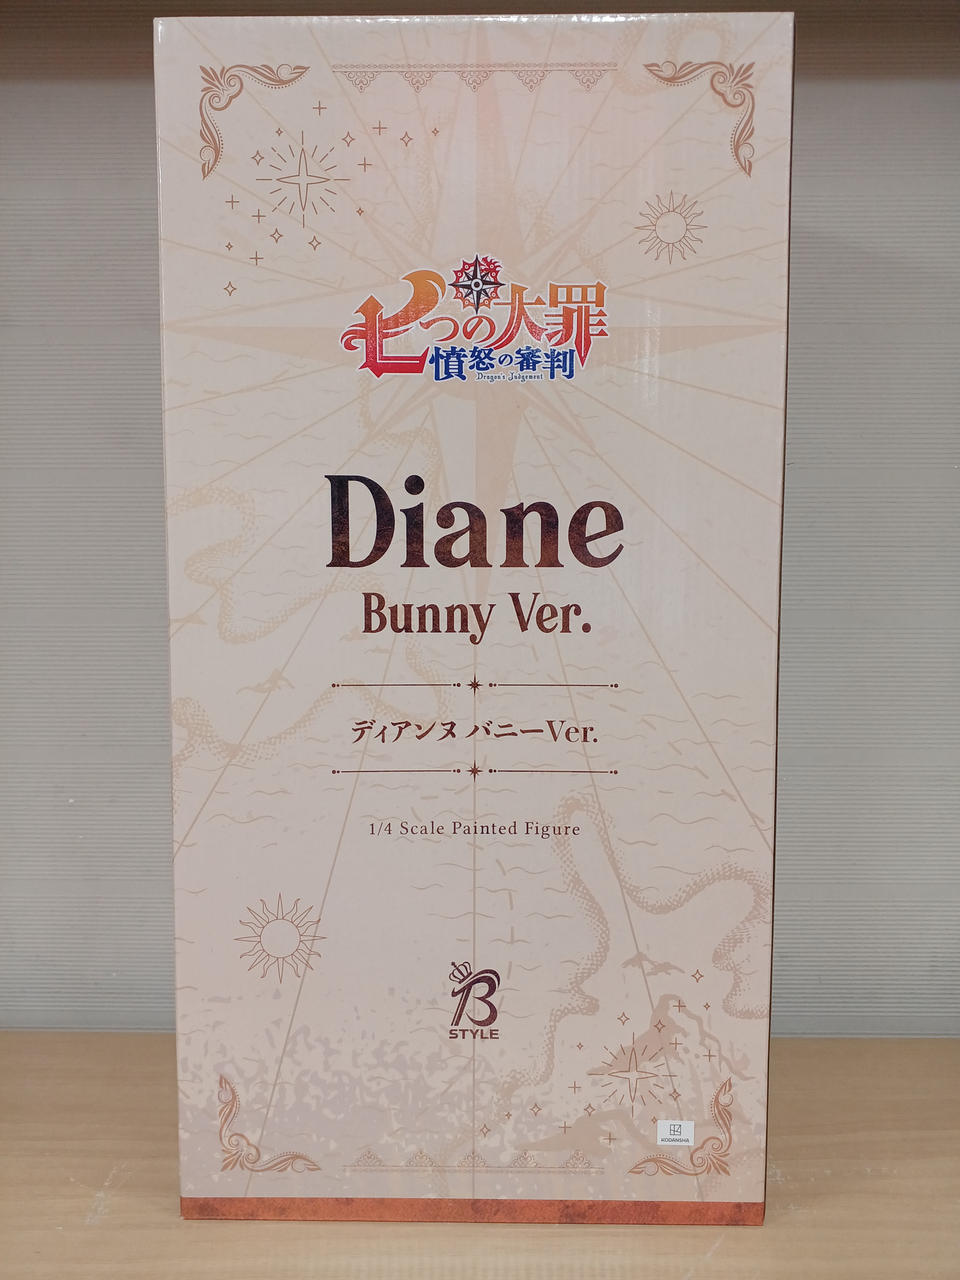 七つの大罪
憤怒の審判
Dragon's Judgement
Diane
Bunny Ver.
ディアンヌ バニーVer.
1/4 Scale Painted Figure
B
STYLE
KODANSHA